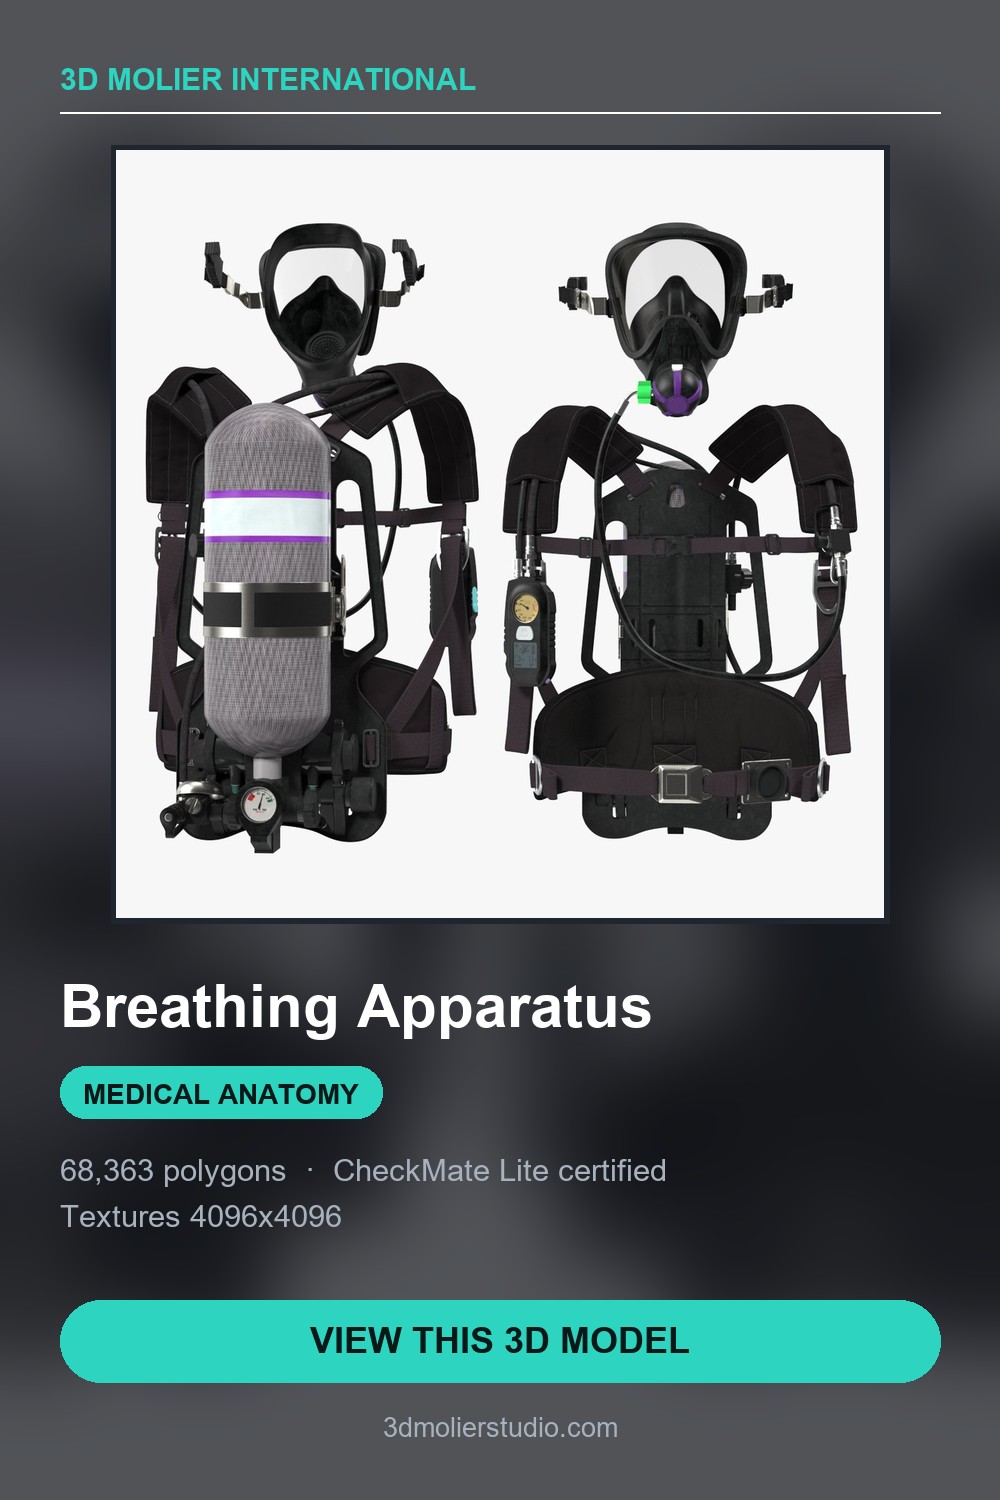 3D MOLIER INTERNATIONAL
Breathing Apparatus
MEDICAL ANATOMY
68,363 polygons · CheckMate Lite certified
Textures 4096x4096
VIEW THIS 3D MODEL
3dmolierstudio.com